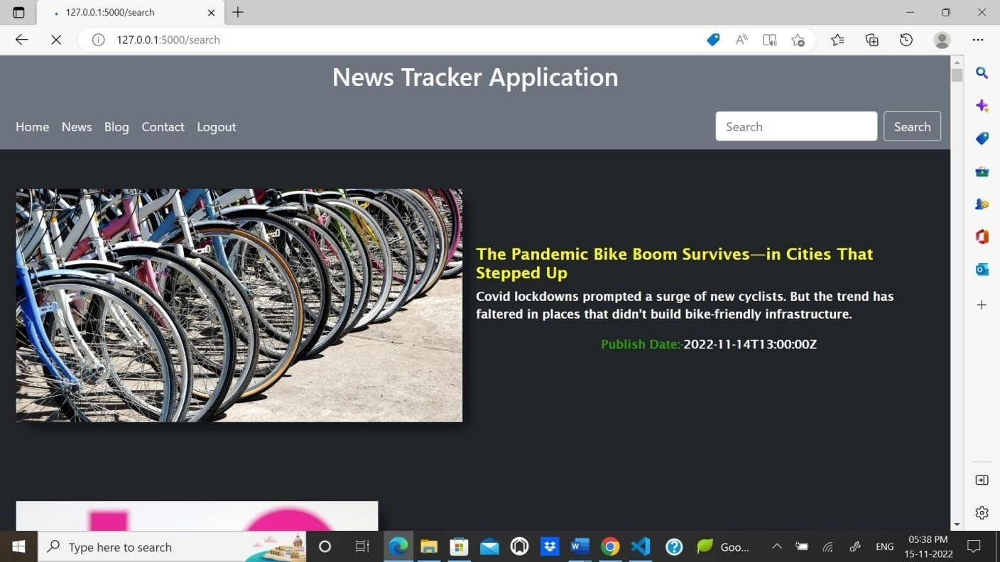 127.0.0.1:5000/search
127.0.0.1:5000/search
News Tracker Application
Home News Blog Contact Logout
Search
Search
The Pandemic Bike Boom Survives—in Cities That
Stepped Up
Covid lockdowns prompted a surge of new cyclists. But the trend has
faltered in places that didn't build bike-friendly infrastructure.
Publish Date:-2022-11-14T13:00:00Z
Type here to search
Goo...
ENG
05:38 PM
15-11-2022